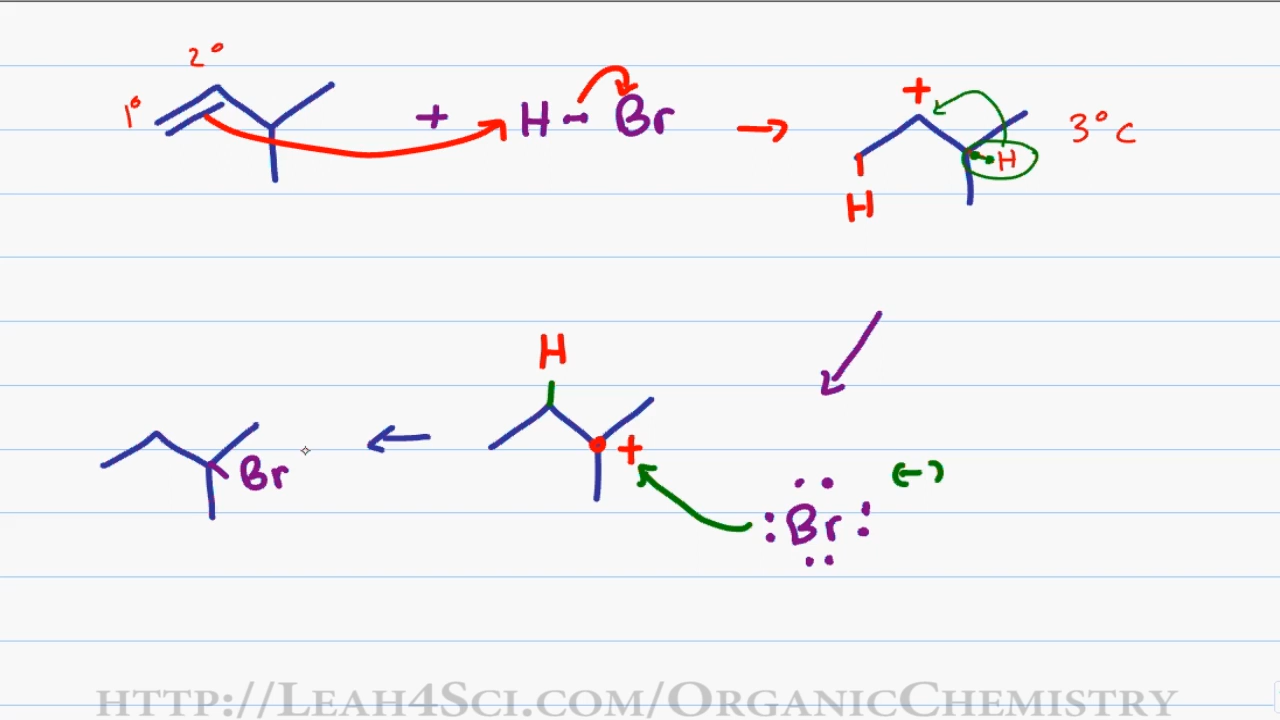 2°
1°
+ H - Br →
+
H
3° C
H
H
+
Br
← :Br: (-)
HTTP://LEAH4SCI.COM/ORGANICCHEMISTRY